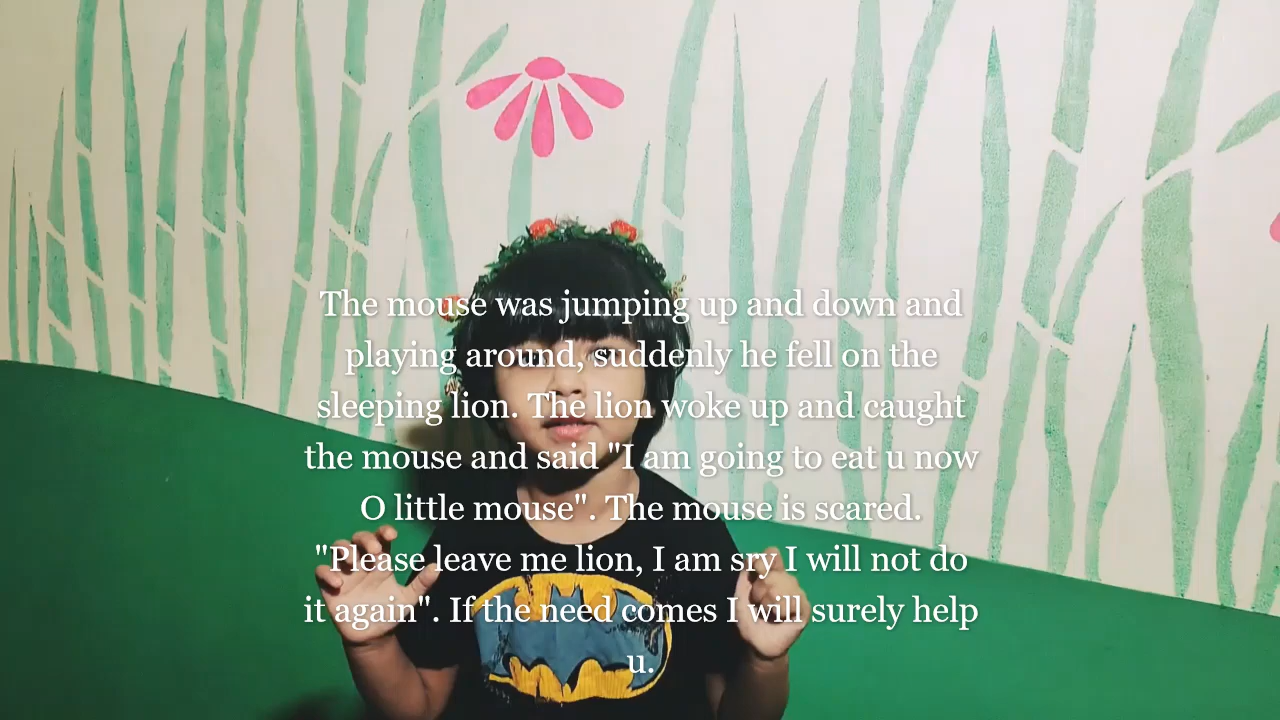 The mouse was jumping up and down and
playing around, suddenly he fell on the
sleeping lion. The lion woke up and caught
the mouse and said "I am going to eat u now
O little mouse". The mouse is scared.
"Please leave me lion, I am sry I will not do
it again". If the need comes I will surely help
u.